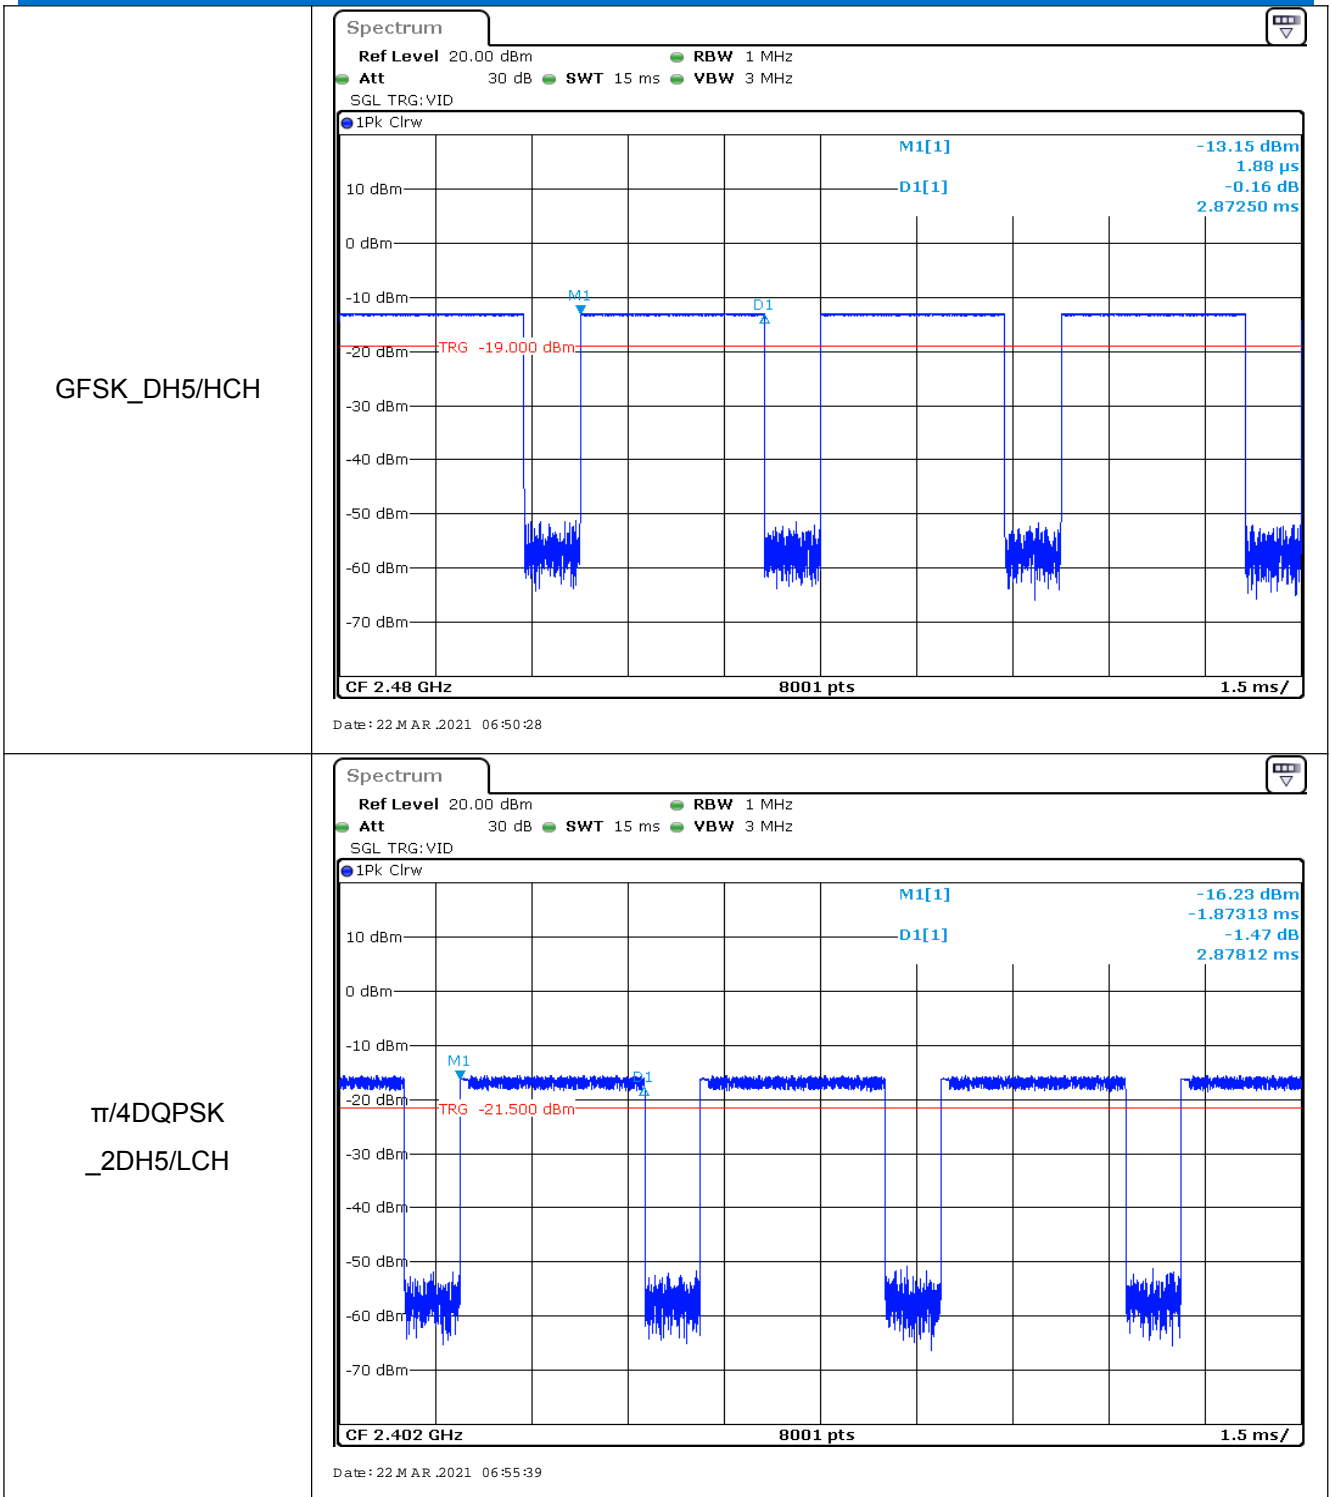 GFSK_DH5/HCH
Spectrum
Ref Level 20.00 dBm RBW 1 MHz
Att 30 dB SWT 15 ms VBW 3 MHz
SGL TRG:VID
1Pk Clrw
M1[1] -13.15 dBm
1.88 µs
10 dBm D1[1] -0.16 dB
2.87250 ms
0 dBm
-10 dBm
M1
D1
-20 dBm
TRG -19.000 dBm
-30 dBm
-40 dBm
-50 dBm
-60 dBm
-70 dBm
CF 2.48 GHz 8001 pts 1.5 ms/
Date: 22.MAR.2021 06:50:28
π/4DQPSK
_2DH5/LCH
Spectrum
Ref Level 20.00 dBm RBW 1 MHz
Att 30 dB SWT 15 ms VBW 3 MHz
SGL TRG:VID
1Pk Clrw
M1[1] -16.23 dBm
-1.87313 ms
10 dBm D1[1] -1.47 dB
2.87812 ms
0 dBm
-10 dBm
M1
D1
-20 dBm
TRG -21.500 dBm
-30 dBm
-40 dBm
-50 dBm
-60 dBm
-70 dBm
CF 2.402 GHz 8001 pts 1.5 ms/
Date: 22.MAR.2021 06:55:39